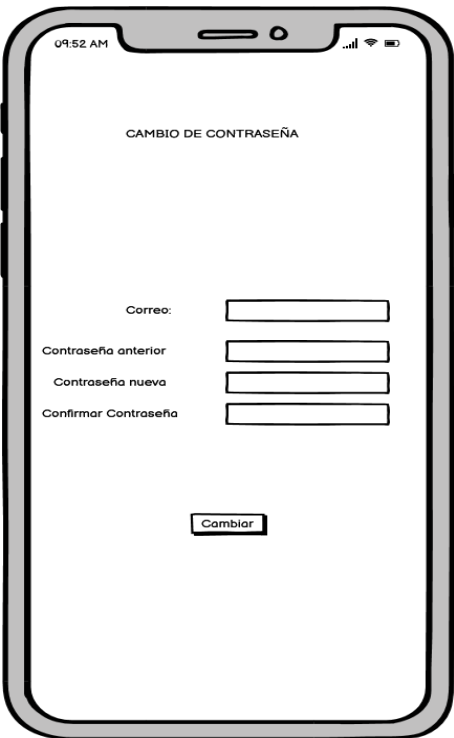 09:52 AM
CAMBIO DE CONTRASEÑA
Correo:
Contraseña anterior
Contraseña nueva
Confirmar Contraseña
Cambiar